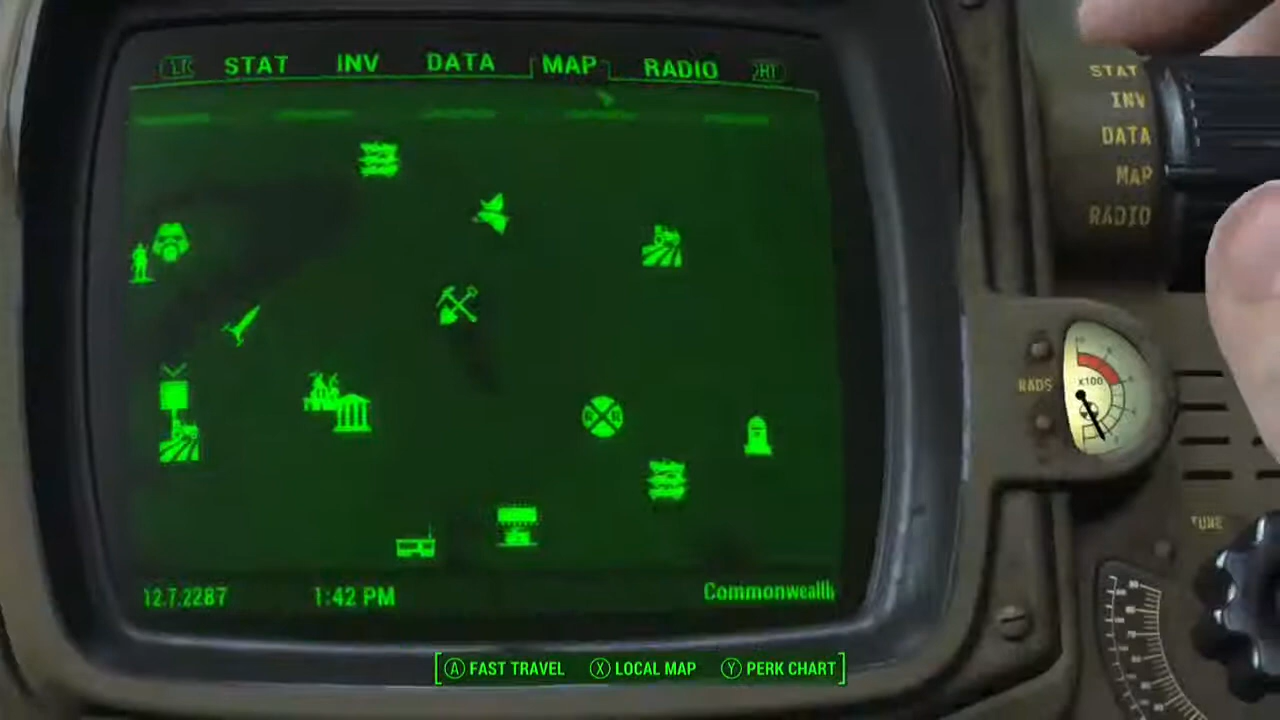 LB STAT INV DATA MAP RADIO
STAT
INV
DATA
MAP
RADIO
RADS
x100
TUNE
12.7.2287 1:42 PM Commonwealth
A FAST TRAVEL X LOCAL MAP Y PERK CHART